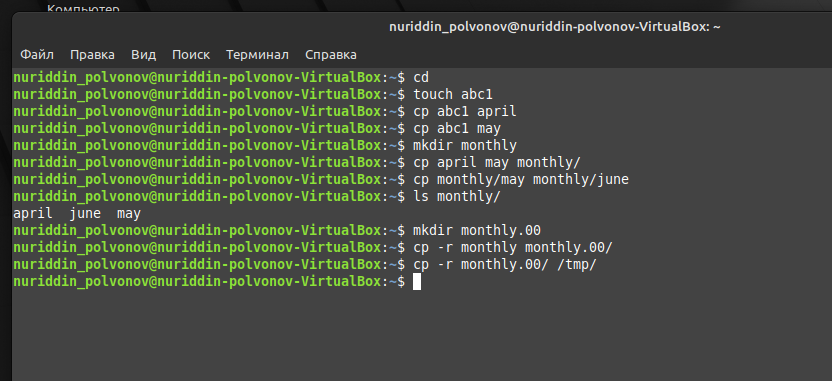 Компьютер
nuriddin_polvonov@nuriddin-polvonov-VirtualBox: ~
Файл Правка Вид Поиск Терминал Справка
nuriddin_polvonov@nuriddin-polvonov-VirtualBox:~$ cd
nuriddin_polvonov@nuriddin-polvonov-VirtualBox:~$ touch abc1
nuriddin_polvonov@nuriddin-polvonov-VirtualBox:~$ cp abc1 april
nuriddin_polvonov@nuriddin-polvonov-VirtualBox:~$ cp abc1 may
nuriddin_polvonov@nuriddin-polvonov-VirtualBox:~$ mkdir monthly
nuriddin_polvonov@nuriddin-polvonov-VirtualBox:~$ cp april may monthly/
nuriddin_polvonov@nuriddin-polvonov-VirtualBox:~$ cp monthly/may monthly/june
nuriddin_polvonov@nuriddin-polvonov-VirtualBox:~$ ls monthly/
april  june  may
nuriddin_polvonov@nuriddin-polvonov-VirtualBox:~$ mkdir monthly.00
nuriddin_polvonov@nuriddin-polvonov-VirtualBox:~$ cp -r monthly monthly.00/
nuriddin_polvonov@nuriddin-polvonov-VirtualBox:~$ cp -r monthly.00/ /tmp/
nuriddin_polvonov@nuriddin-polvonov-VirtualBox:~$